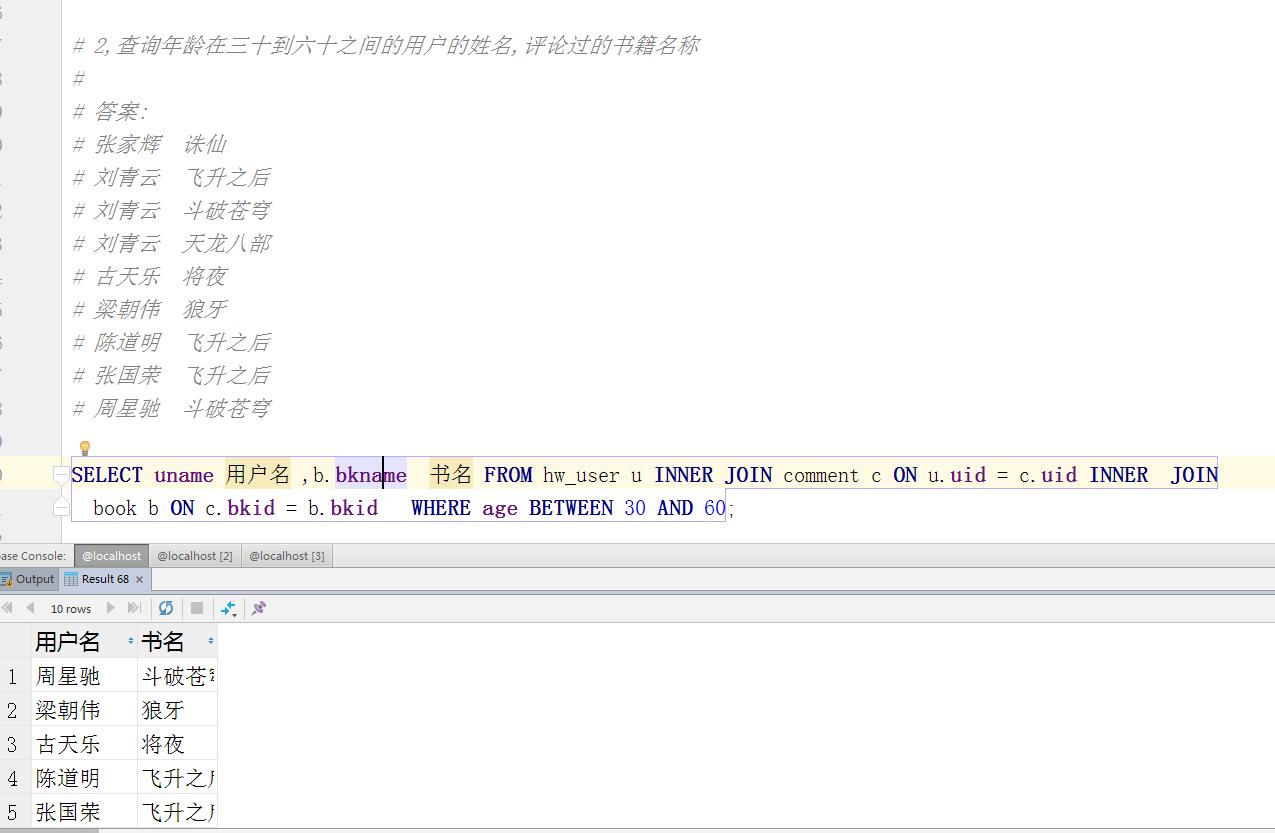 # 2,查询年龄在三十到六十之间的用户的姓名,评论过的书籍名称
#
# 答案:
# 张家辉 诛仙
# 刘青云 飞升之后
# 刘青云 斗破苍穹
# 刘青云 天龙八部
# 古天乐 将夜
# 梁朝伟 狼牙
# 陈道明 飞升之后
# 张国荣 飞升之后
# 周星驰 斗破苍穹
SELECT uname 用户名 ,b.bkname 书名 FROM hw_user u INNER JOIN comment c ON u.uid = c.uid INNER JOIN
book b ON c.bkid = b.bkid WHERE age BETWEEN 30 AND 60;
ase Console: @localhost @localhost [2] @localhost [3]
Output Result 68 ×
10 rows
用户名 书名
1 周星驰 斗破苍
2 梁朝伟 狼牙
3 古天乐 将夜
4 陈道明 飞升之
5 张国荣 飞升之